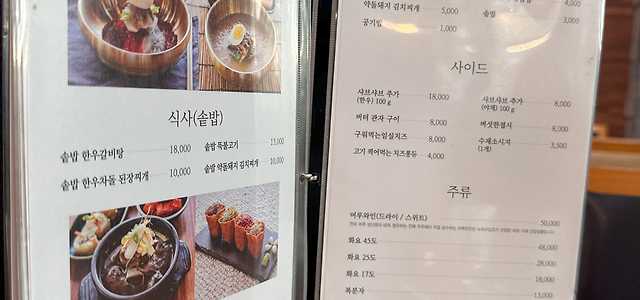 식사(솥밥)
솥밥 한우갈비탕 18,000
솥밥 뚝불고기 13,000
솥밥 한우차돌 된장찌개 10,000
솥밥 약돌돼지 김치찌개 10,000
약돌돼지 김치찌개 5,000
공기밥 1,000
4,000
솥밥 3,000
사이드
샤브샤브 추가 18,000
(한우) 100 g
버터 관자 구이 8,000
구워먹는임실치즈 8,000
고기 찍어먹는 치즈퐁듀 4,000
샤브샤브 추가 8,000
(야채) 100 g
버섯한접시 8,000
수제소시지 3,500
(1개)
주류
머루와인(드라이 / 스위트) 50,000
화요 45도 48,000
화요 25도 28,000
화요 17도 18,000
복분자 13,000